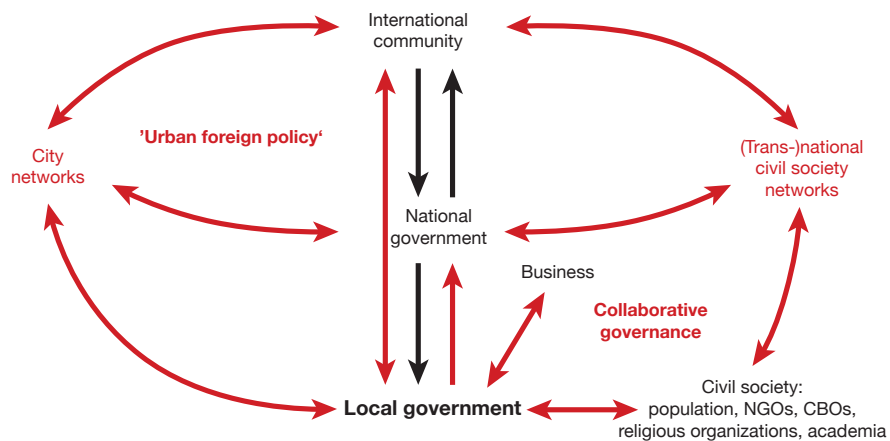 International
community
’Urban foreign policy‘
City
networks
(Trans-)national
civil society
networks
National
government
Business
Collaborative
governance
Local government
Civil society:
population, NGOs, CBOs,
religious organizations, academia